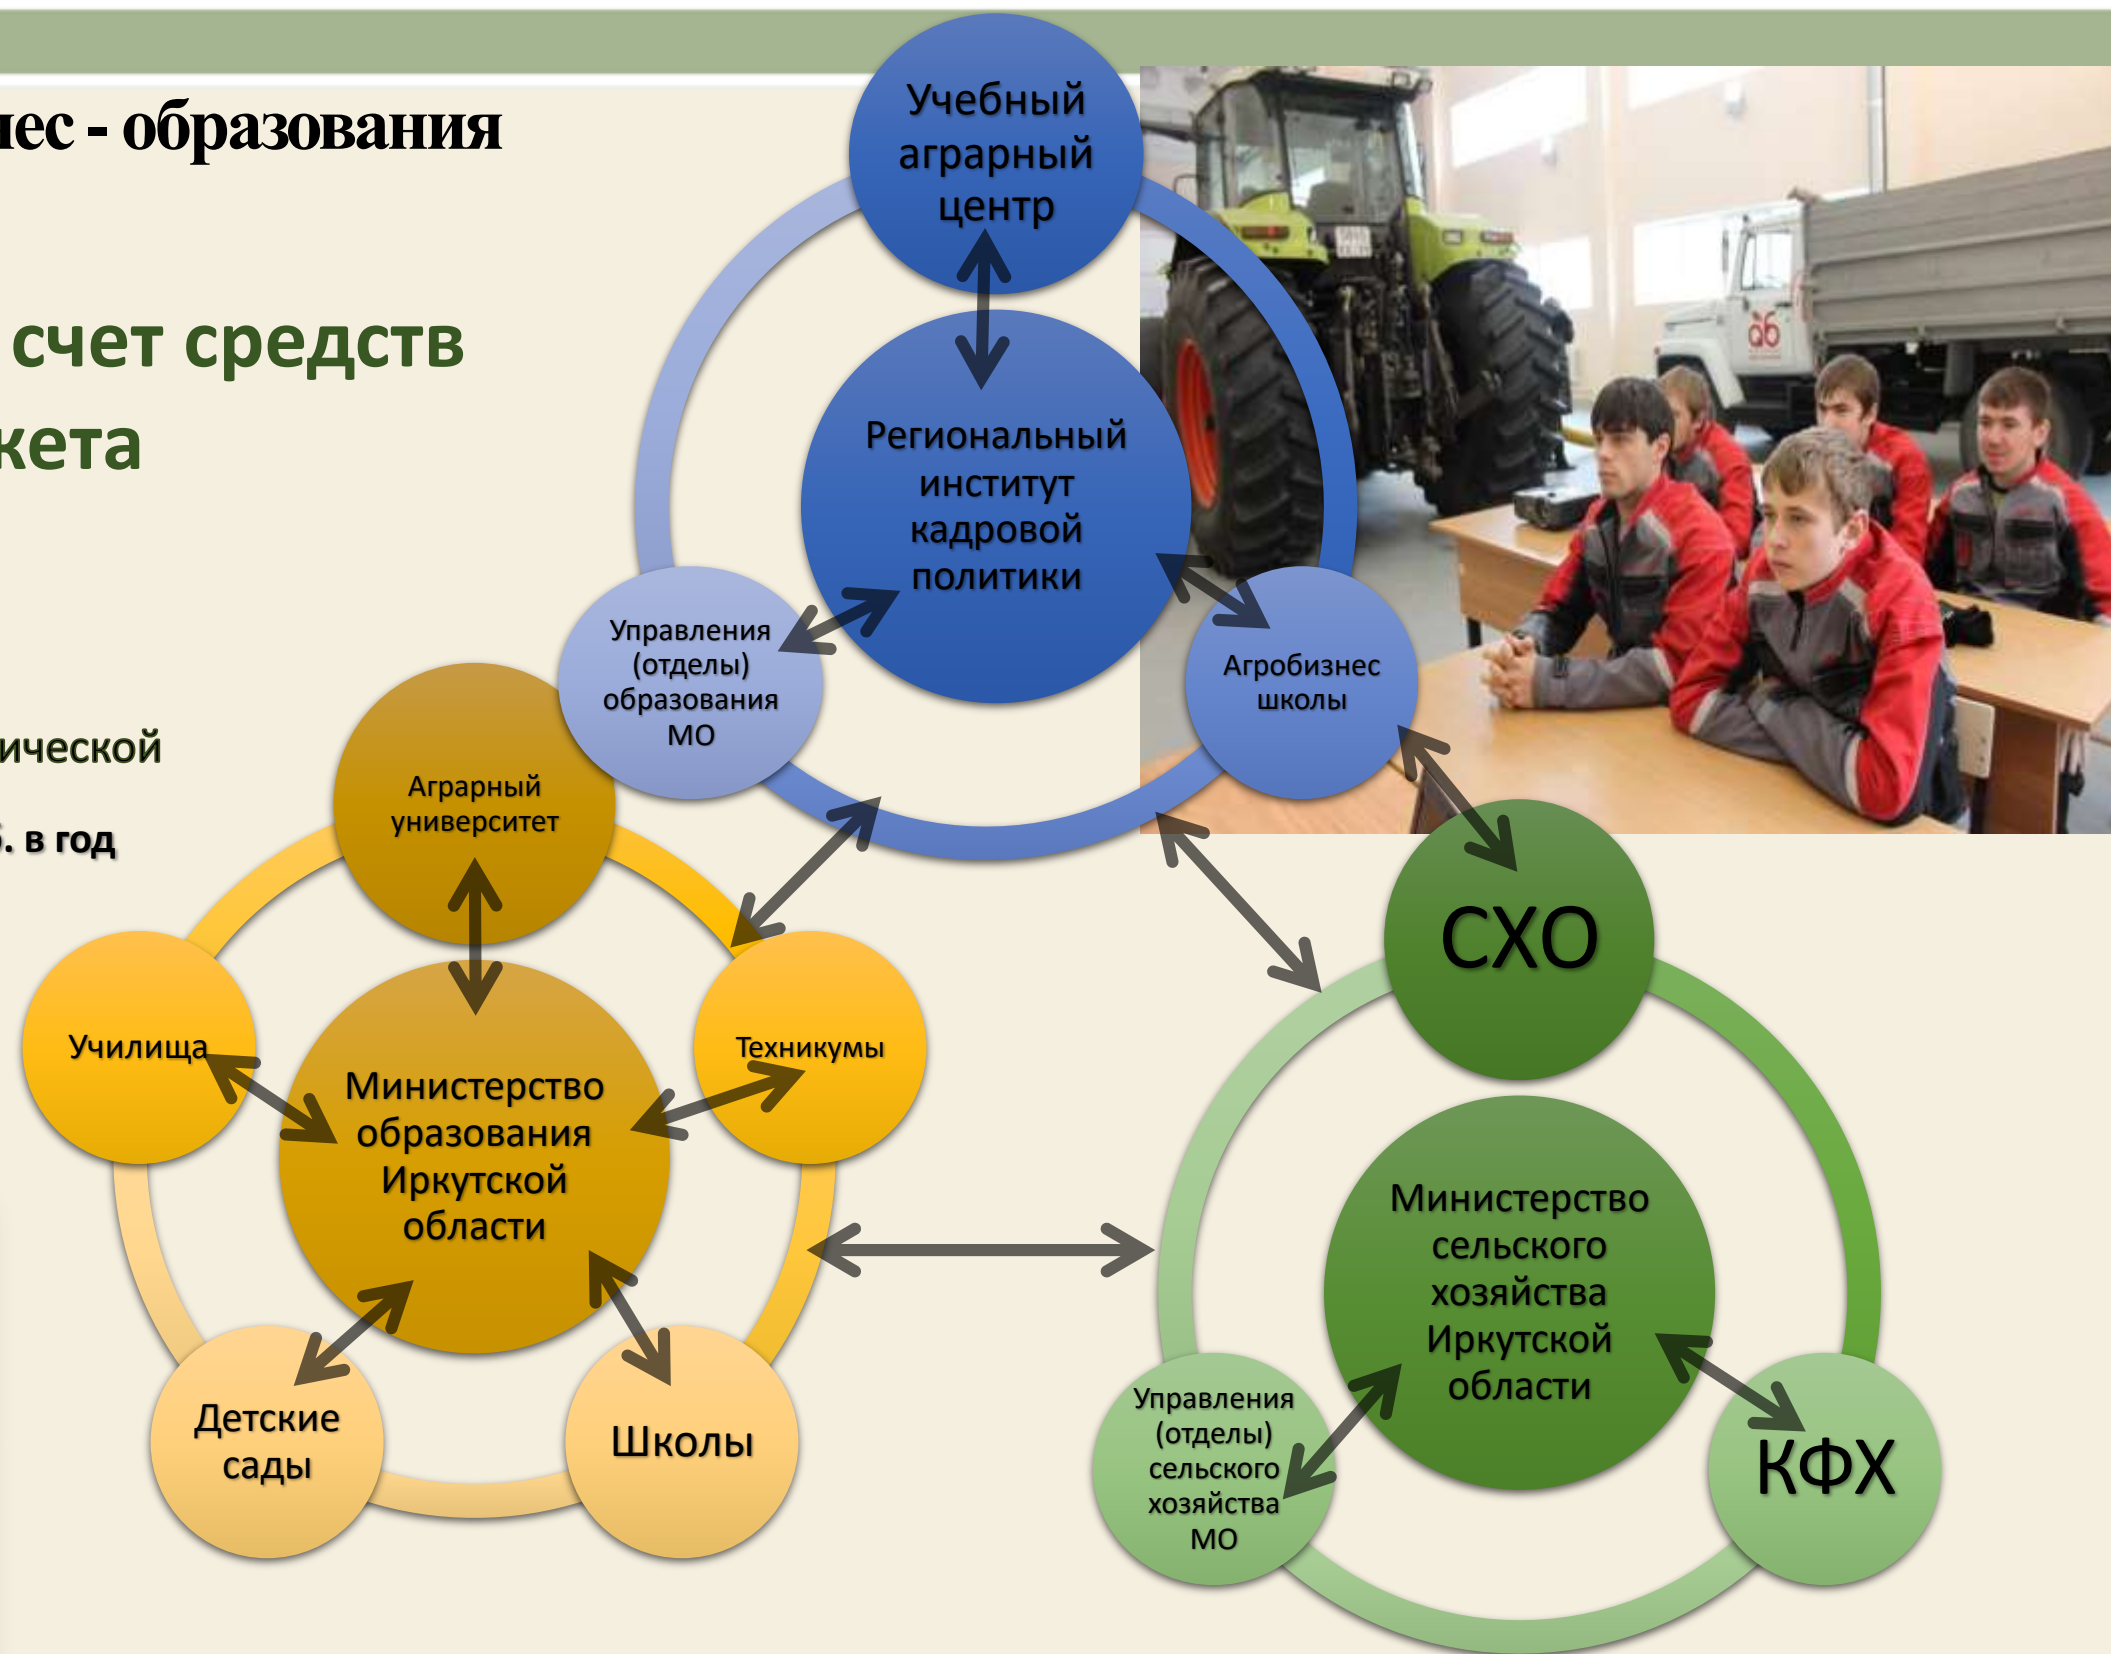 нес - образования
счет средств
кета
ической
б. в год
Учебный
аграрный
центр
Региональный
институт
кадровой
политики
Управления
(отделы)
образования
МО
Агробизнес
школы
аб
Аграрный
университет
Училища
Техникумы
Министерство
образования
Иркутской
области
Детские
сады
Школы
СХО
Министерство
сельского
хозяйства
Иркутской
области
Управления
(отделы)
сельского
хозяйства
МО
КФХ